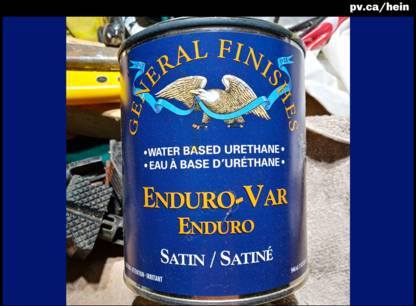 pv.ca/hein
GENERAL FINISHES
•WATER BASED URETHANE•
•EAU À BASE D'URÉTHANE•
ENDURO-VAR
ENDURO
SATIN / SATINÉ